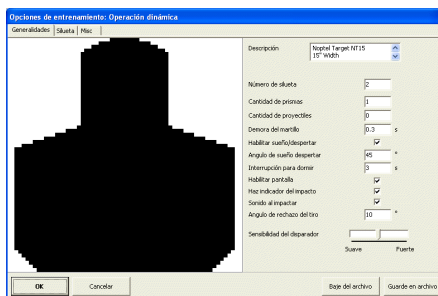 Opciones de entrenamiento: Operación dinámica
Generalidades Silueta Misc
Descripción Noptel Target NT15
15" Width
Número de silueta 2
Cantidad de prismas 1
Cantidad de proyectiles 0
Demora del martillo 0.3 s
Habilitar sueño/despertar
Angulo de sueño despertar 45 °
Interrupción para dormir 3 s
Habilitar pantalla
Haz indicador del impacto
Sonido al impactar
Angulo de rechazo del tiro 10 °
Sensibilidad del disparador
Suave Fuerte
OK Cancelar Baje del archivo Guarde en archivo